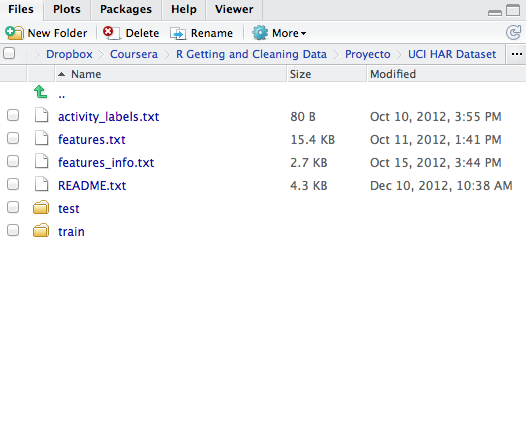 Files Plots Packages Help Viewer
New Folder Delete Rename More
Dropbox Coursera R Getting and Cleaning Data Proyecto UCI HAR Dataset ...
Name Size Modified
..
activity_labels.txt 80 B Oct 10, 2012, 3:55 PM
features.txt 15.4 KB Oct 11, 2012, 1:41 PM
features_info.txt 2.7 KB Oct 15, 2012, 3:44 PM
README.txt 4.3 KB Dec 10, 2012, 10:38 AM
test
train